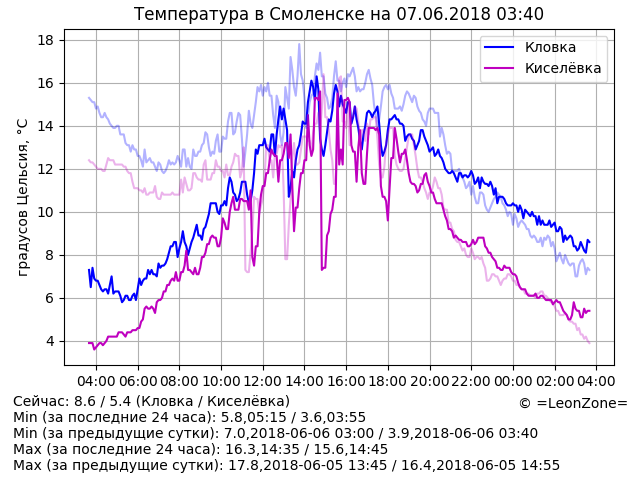 Температура в Смоленске на 07.06.2018 03:40
градусов Цельсия, °C
18
16
14
12
10
8
6
4
Кловка
Киселёвка
04:00 06:00 08:00 10:00 12:00 14:00 16:00 18:00 20:00 22:00 00:00 02:00 04:00
Сейчас: 8.6 / 5.4 (Кловка / Киселёвка)
© =LeonZone=
Min (за последние 24 часа): 5.8,05:15 / 3.6,03:55
Min (за предыдущие сутки): 7.0,2018-06-06 03:00 / 3.9,2018-06-06 03:40
Max (за последние 24 часа): 16.3,14:35 / 15.6,14:45
Max (за предыдущие сутки): 17.8,2018-06-05 13:45 / 16.4,2018-06-05 14:55